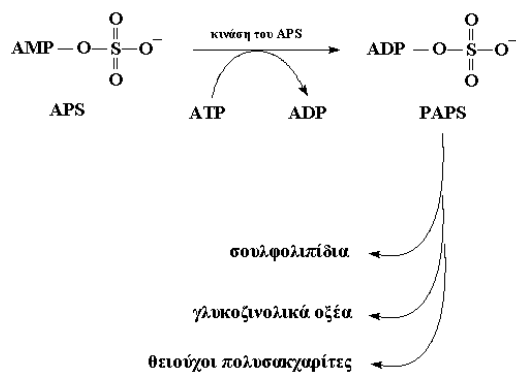 O
κινάση του APS
O
AMP — O — S — O⁻
ADP — O — S — O⁻
O
O
APS
ATP
ADP
PAPS
σουλφολιπίδια
γλυκοζινολικά οξέα
θειούχοι πολυσακχαρίτες